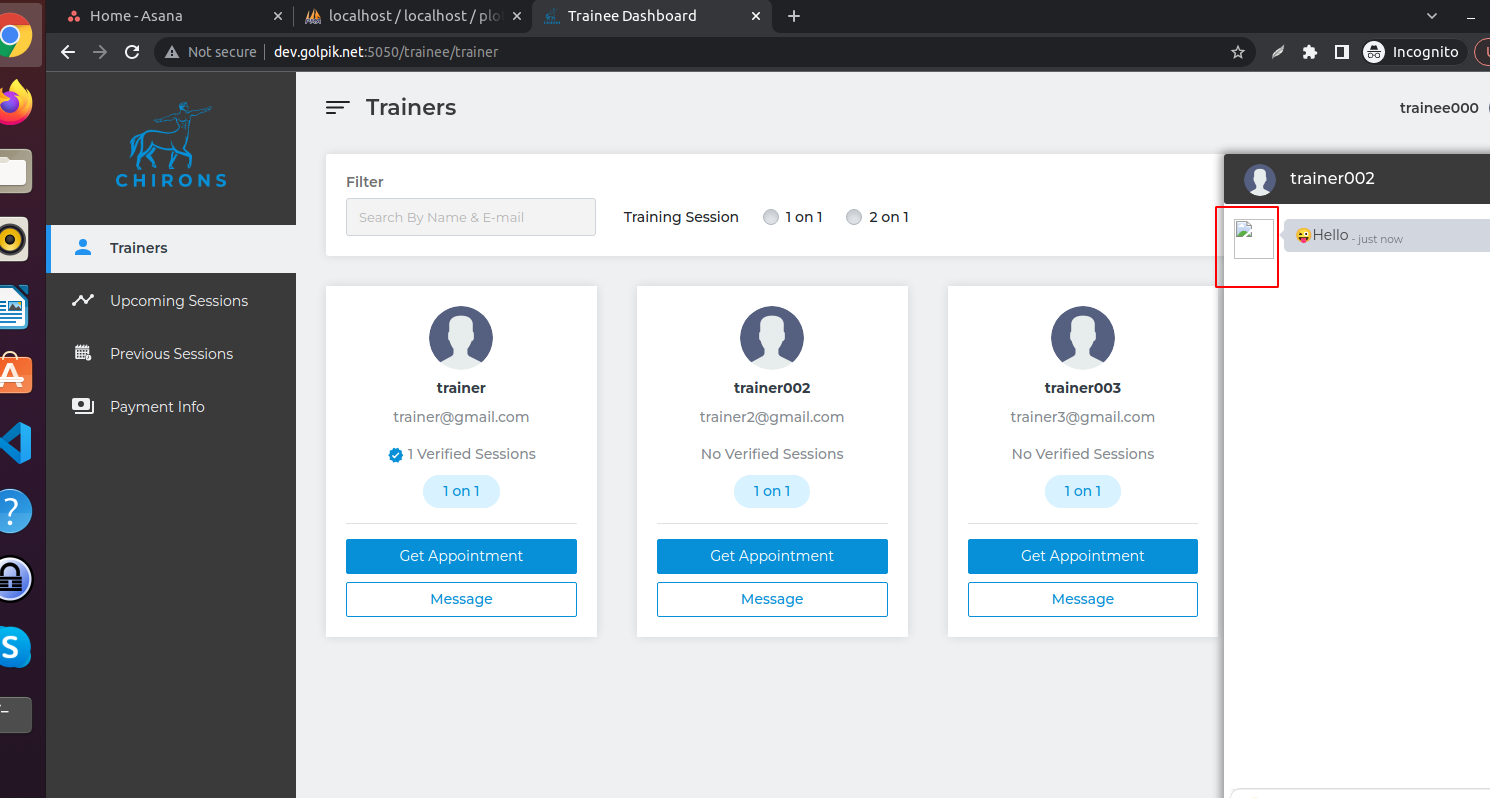 Home - Asana
localhost / localhost / plo
Trainee Dashboard
Not secure
dev.golpik.net:5050/trainee/trainer
Incognito
CHIRONS
Trainers
Upcoming Sessions
Previous Sessions
Payment Info
Trainers
trainee000
Filter
Search By Name & E-mail
Training Session
1 on 1
2 on 1
trainer
trainer@gmail.com
1 Verified Sessions
1 on 1
Get Appointment
Message
trainer002
trainer2@gmail.com
No Verified Sessions
1 on 1
Get Appointment
Message
trainer003
trainer3@gmail.com
No Verified Sessions
1 on 1
Get Appointment
Message
trainer002
😜Hello - just now